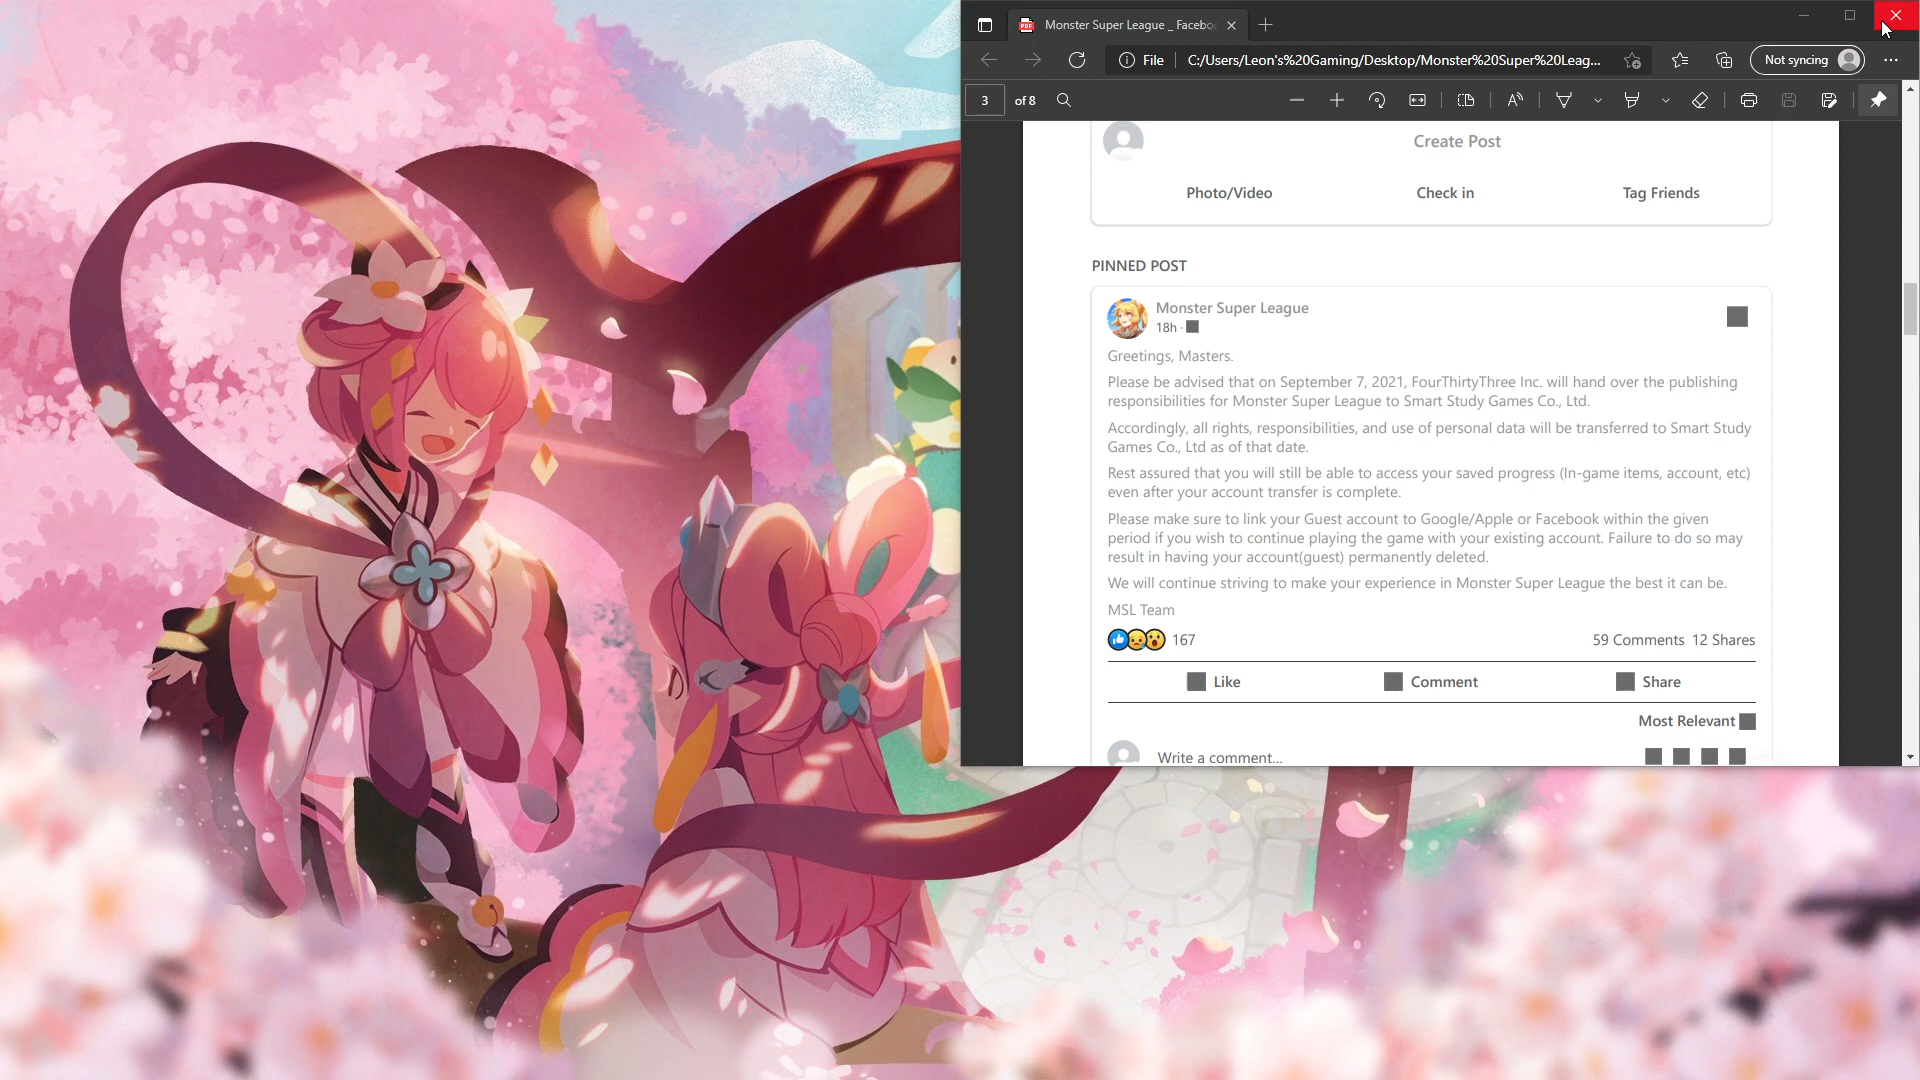 Monster Super League _ Facebo
File
C:/Users/Leon's%20Gaming/Desktop/Monster%20Super%20Leag...
Not syncing
3
of 8
Create Post
Photo/Video
Check in
Tag Friends
PINNED POST
Monster Super League
18h ·
Greetings, Masters.
Please be advised that on September 7, 2021, FourThirtyThree Inc. will hand over the publishing
responsibilities for Monster Super League to Smart Study Games Co., Ltd.
Accordingly, all rights, responsibilities, and use of personal data will be transferred to Smart Study
Games Co., Ltd as of that date.
Rest assured that you will still be able to access your saved progress (In-game items, account, etc)
even after your account transfer is complete.
Please make sure to link your Guest account to Google/Apple or Facebook within the given
period if you wish to continue playing the game with your existing account. Failure to do so may
result in having your account(guest) permanently deleted.
We will continue striving to make your experience in Monster Super League the best it can be.
MSL Team
167
59 Comments 12 Shares
Like
Comment
Share
Most Relevant
Write a comment...